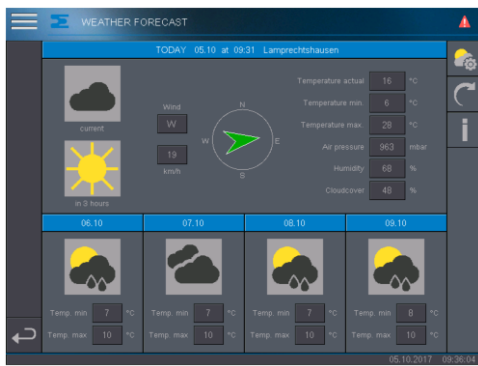 WEATHER FORECAST
TODAY 05.10 at 09:31 Lamprechtshausen
current
in 3 hours
Wind
W
19
km/h
N
W
E
S
Temperature actual 16 °C
Temperature min. 6 °C
Temperature max. 28 °C
Air pressure 963 mbar
Humidity 68 %
Cloudcover 48 %
06.10 07.10 08.10 09.10
Temp. min 7 °C Temp. min 7 °C Temp. min 7 °C Temp. min 8 °C
Temp. max 10 °C Temp. max 10 °C Temp. max 10 °C Temp. max 10 °C
05.10.2017 09:36:04